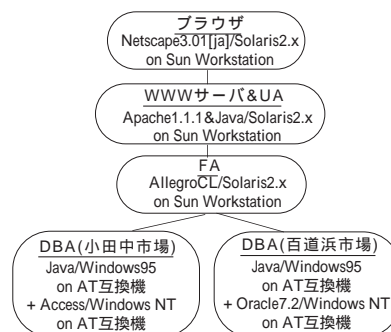 ブラウザ
Netscape3.01[ja]/Solaris2.x
on Sun Workstation
WWWサーバ&UA
Apache1.1.1&Java/Solaris2.x
on Sun Workstation
FA
AllegroCL/Solaris2.x
on Sun Workstation
DBA(小田中市場)
Java/Windows95
on AT互換機
+ Access/Windows NT
on AT互換機
DBA(百道浜市場)
Java/Windows95
on AT互換機
+ Oracle7.2/Windows NT
on AT互換機